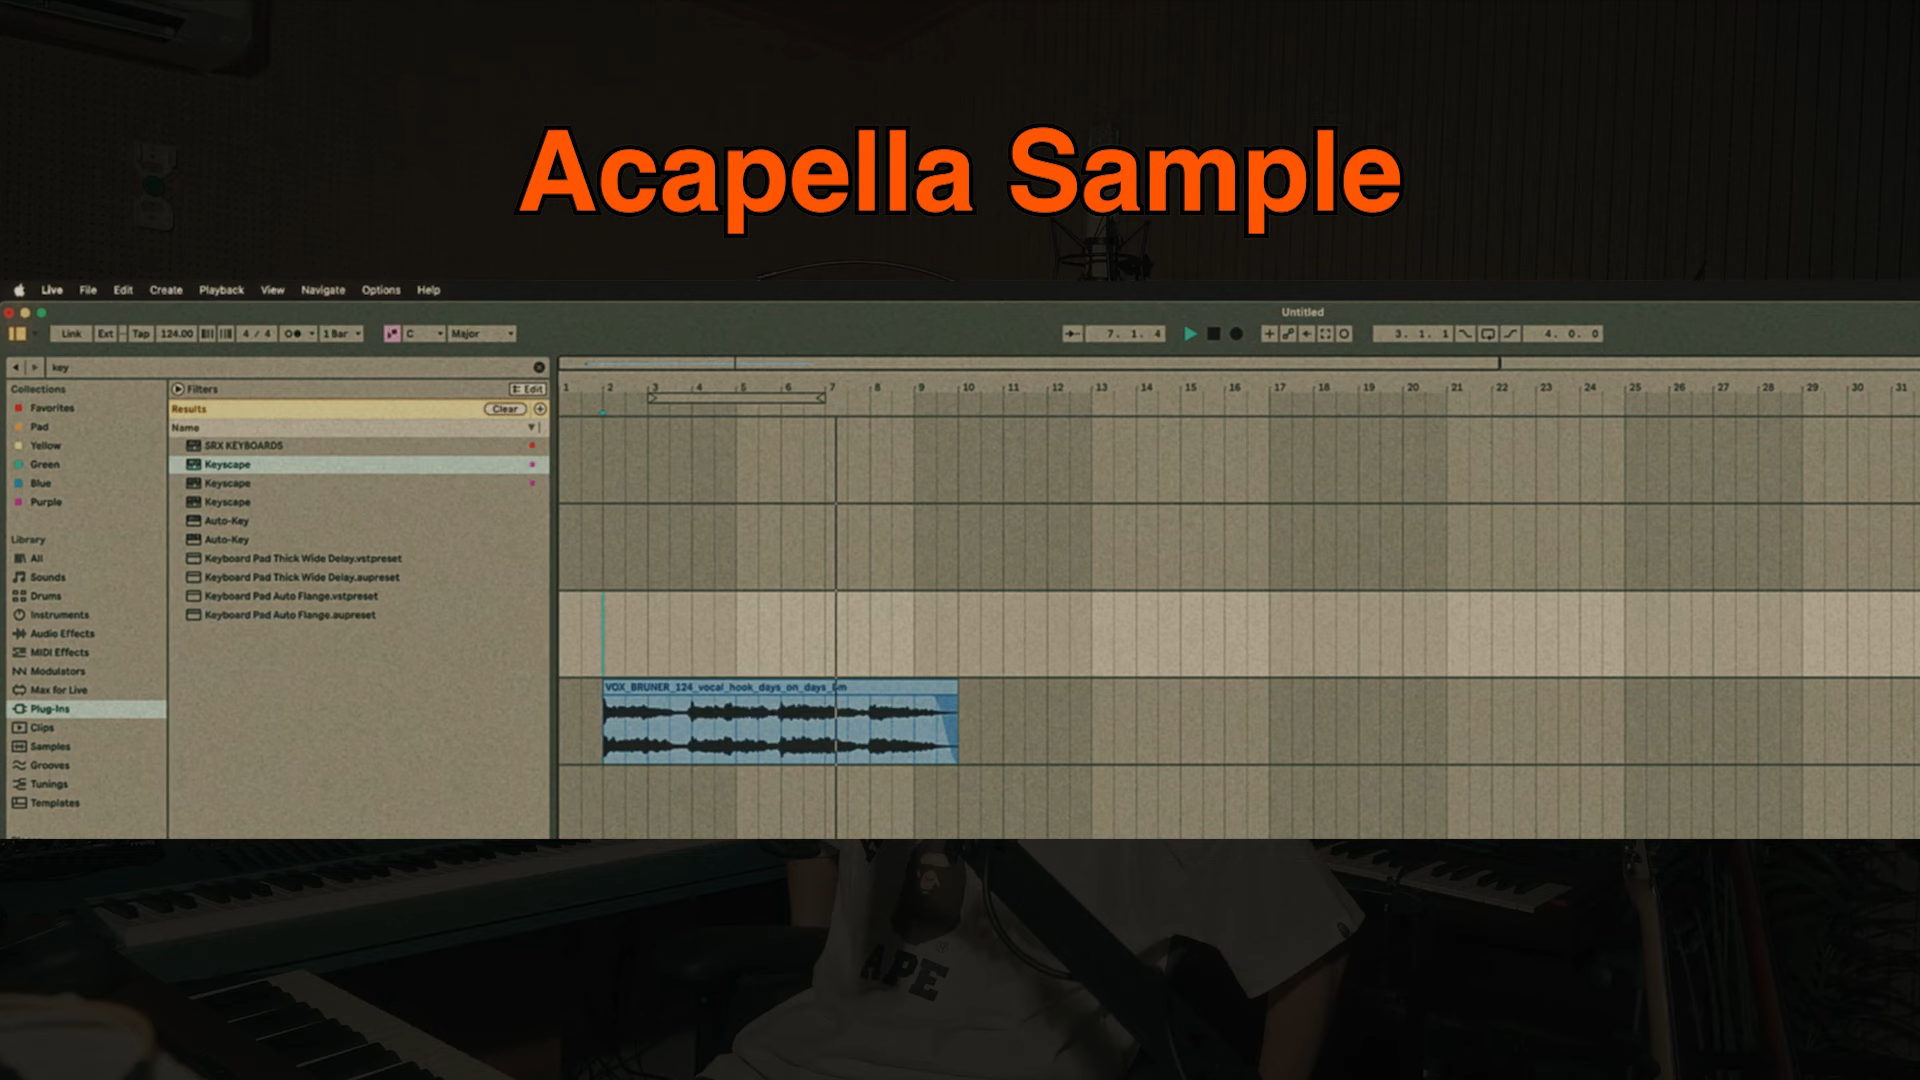 Acapella Sample
Live File Edit Create Playback View Navigate Options Help
Untitled
Link Ext Tap 124.00 4 / 4 1 Bar C Major 7. 1. 4 3. 1. 1 4. 0. 0
key
Collections
Favorites
Pad
Yellow
Green
Blue
Purple
Library
All
Sounds
Drums
Instruments
Audio Effects
MIDI Effects
Modulators
Max for Live
Plug-Ins
Clips
Samples
Grooves
Tunings
Templates
Filters Edit
Results Clear
Name
SRX KEYBOARDS
Keyscape
Keyscape
Keyscape
Auto-Key
Auto-Key
Keyboard Pad Thick Wide Delay.vstpreset
Keyboard Pad Thick Wide Delay.aupreset
Keyboard Pad Auto Flange.vstpreset
Keyboard Pad Auto Flange.aupreset
1 2 3 4 5 6 7 8 9 10 11 12 13 14 15 16 17 18 19 20 21 22 23 24 25 26 27 28 29 30 31
VOX_BRUNER_124_vocal_hook_days_on_days_
APE